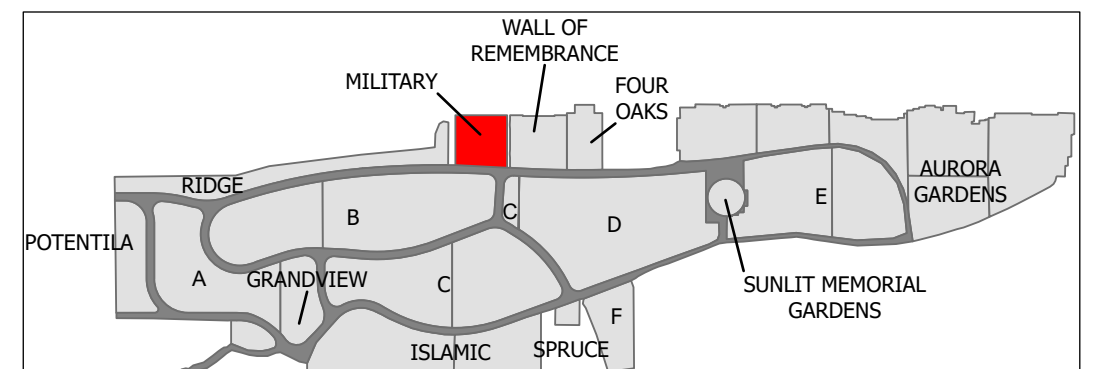 WALL OF
REMEMBRANCE
MILITARY
FOUR
OAKS
RIDGE
AURORA
GARDENS
B
C
D
E
POTENTILA
A
GRANDVIEW
C
SUNLIT MEMORIAL
GARDENS
F
ISLAMIC
SPRUCE